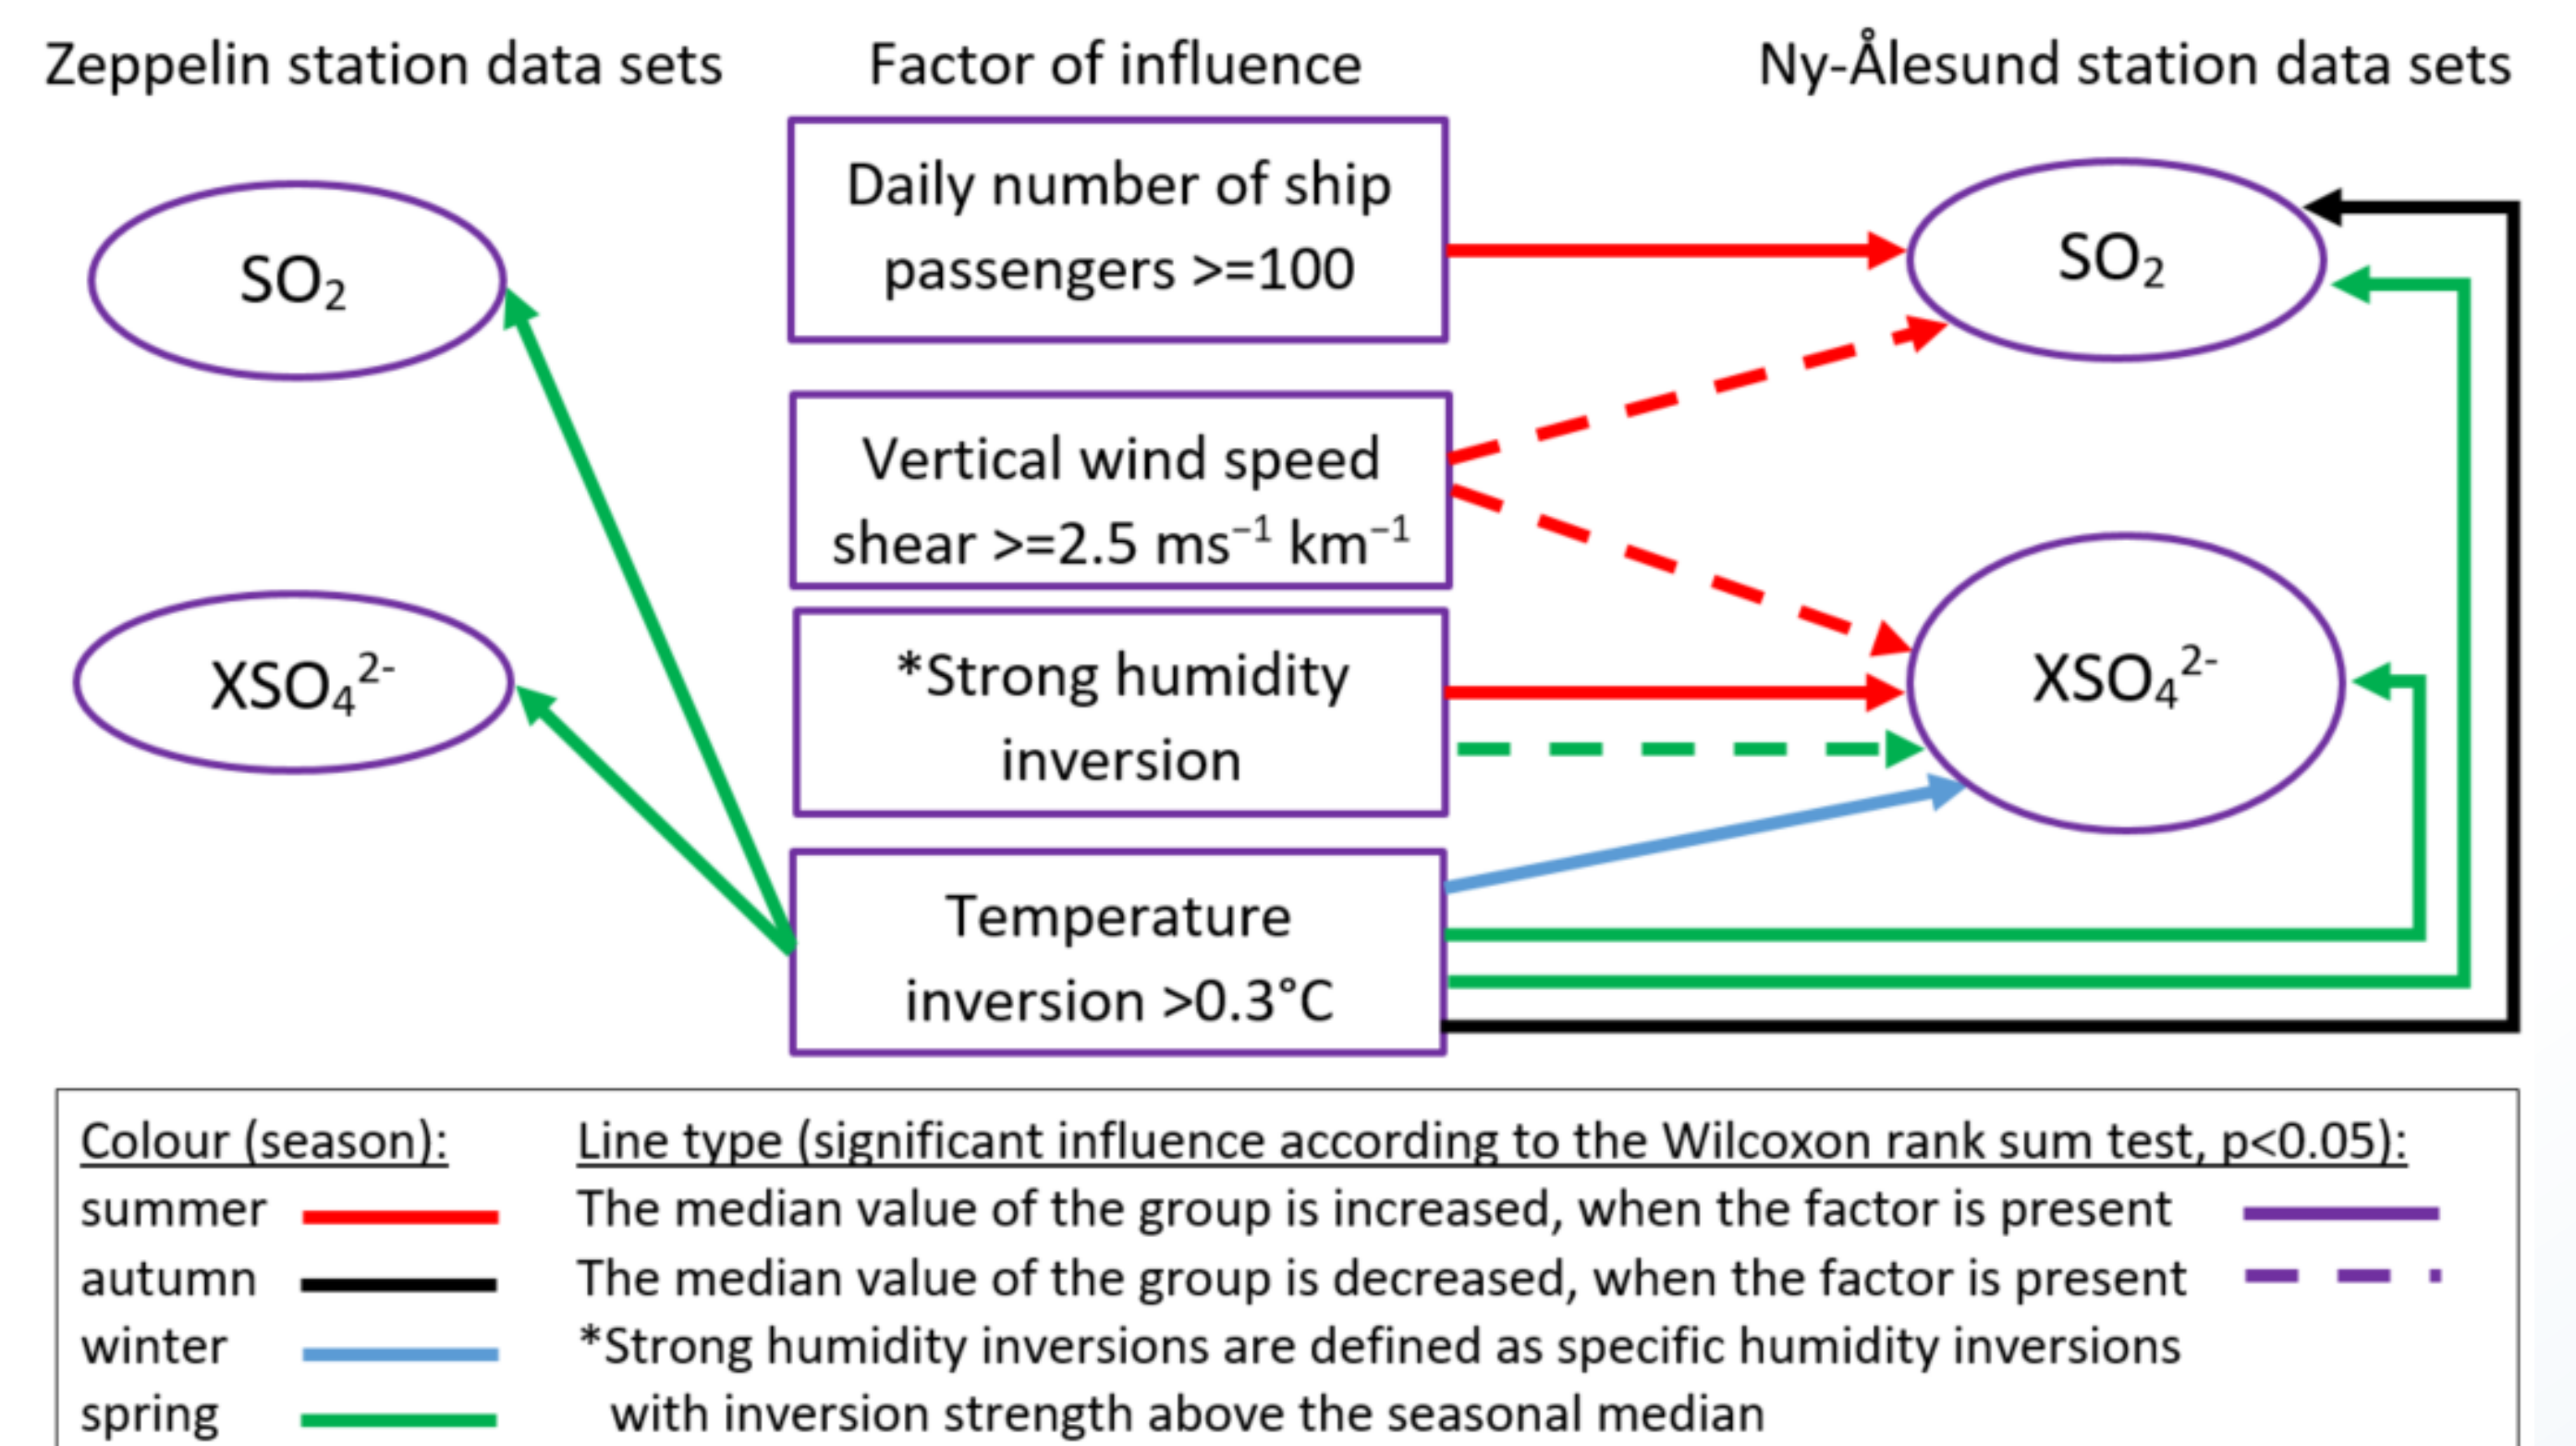 Zeppelin station data sets
Factor of influence
Ny-Ålesund station data sets
Daily number of ship
passengers >=100
SO₂
SO₂
Vertical wind speed
shear >=2.5 ms⁻¹ km⁻¹
*Strong humidity
inversion
XSO₄²⁻
XSO₄²⁻
Temperature
inversion >0.3°C
Colour (season):
summer
autumn
winter
spring
Line type (significant influence according to the Wilcoxon rank sum test, p<0.05):
The median value of the group is increased, when the factor is present
The median value of the group is decreased, when the factor is present
*Strong humidity inversions are defined as specific humidity inversions
with inversion strength above the seasonal median